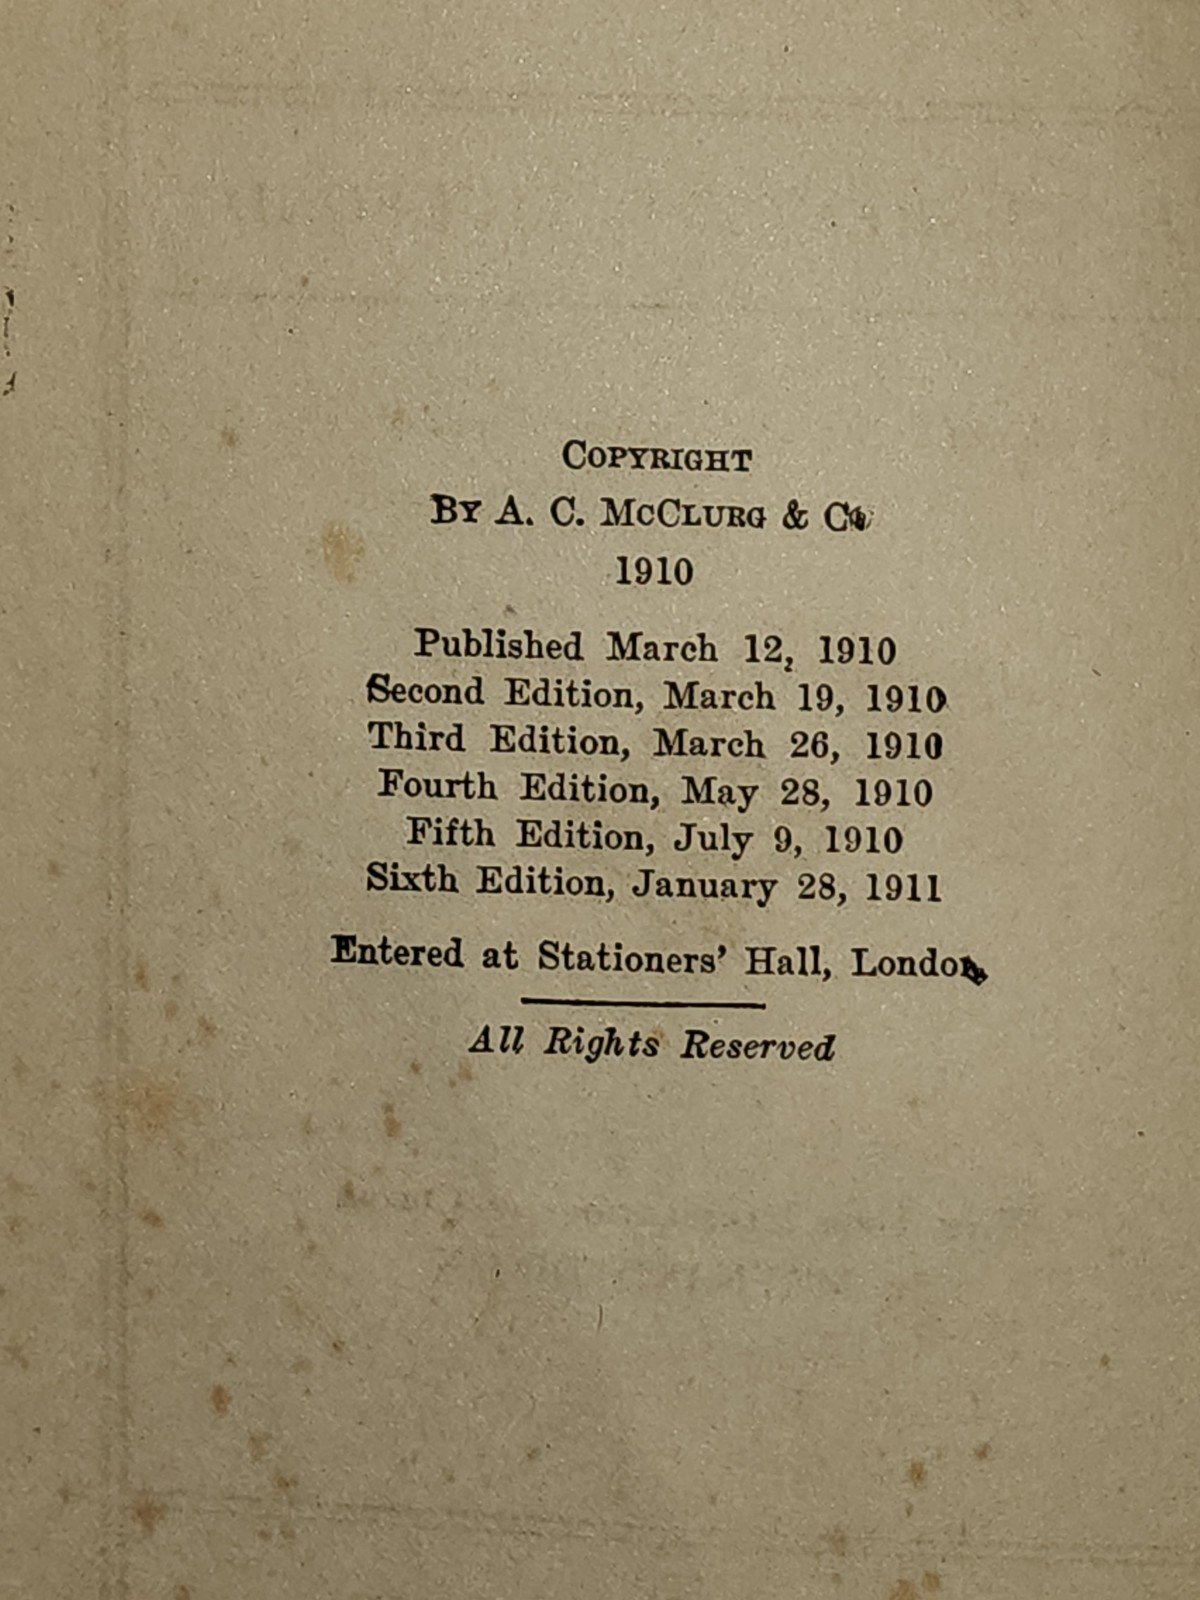 COPYRIGHT
BY A. C. MCCLURG & CO.
1910
Published March 12, 1910
Second Edition, March 19, 1910
Third Edition, March 26, 1910
Fourth Edition, May 28, 1910
Fifth Edition, July 9, 1910
Sixth Edition, January 28, 1911
Entered at Stationers' Hall, London
All Rights Reserved